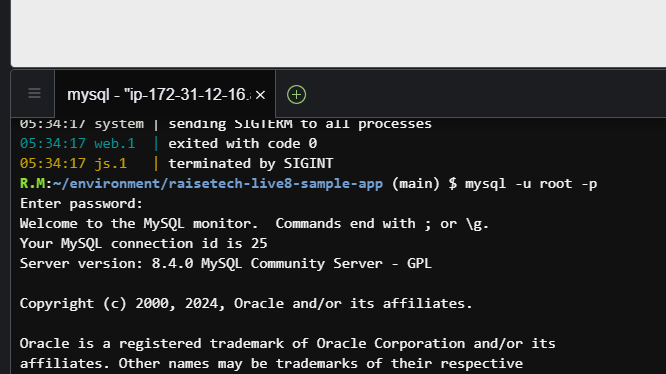 mysql - "ip-172-31-12-16.
05:34:17 system | sending SIGTERM to all processes
05:34:17 web.1  | exited with code 0
05:34:17 js.1   | terminated by SIGINT
R.M:~/environment/raisetech-live8-sample-app (main) $ mysql -u root -p
Enter password:
Welcome to the MySQL monitor.  Commands end with ; or \g.
Your MySQL connection id is 25
Server version: 8.4.0 MySQL Community Server - GPL
Copyright (c) 2000, 2024, Oracle and/or its affiliates.
Oracle is a registered trademark of Oracle Corporation and/or its
affiliates. Other names may be trademarks of their respective